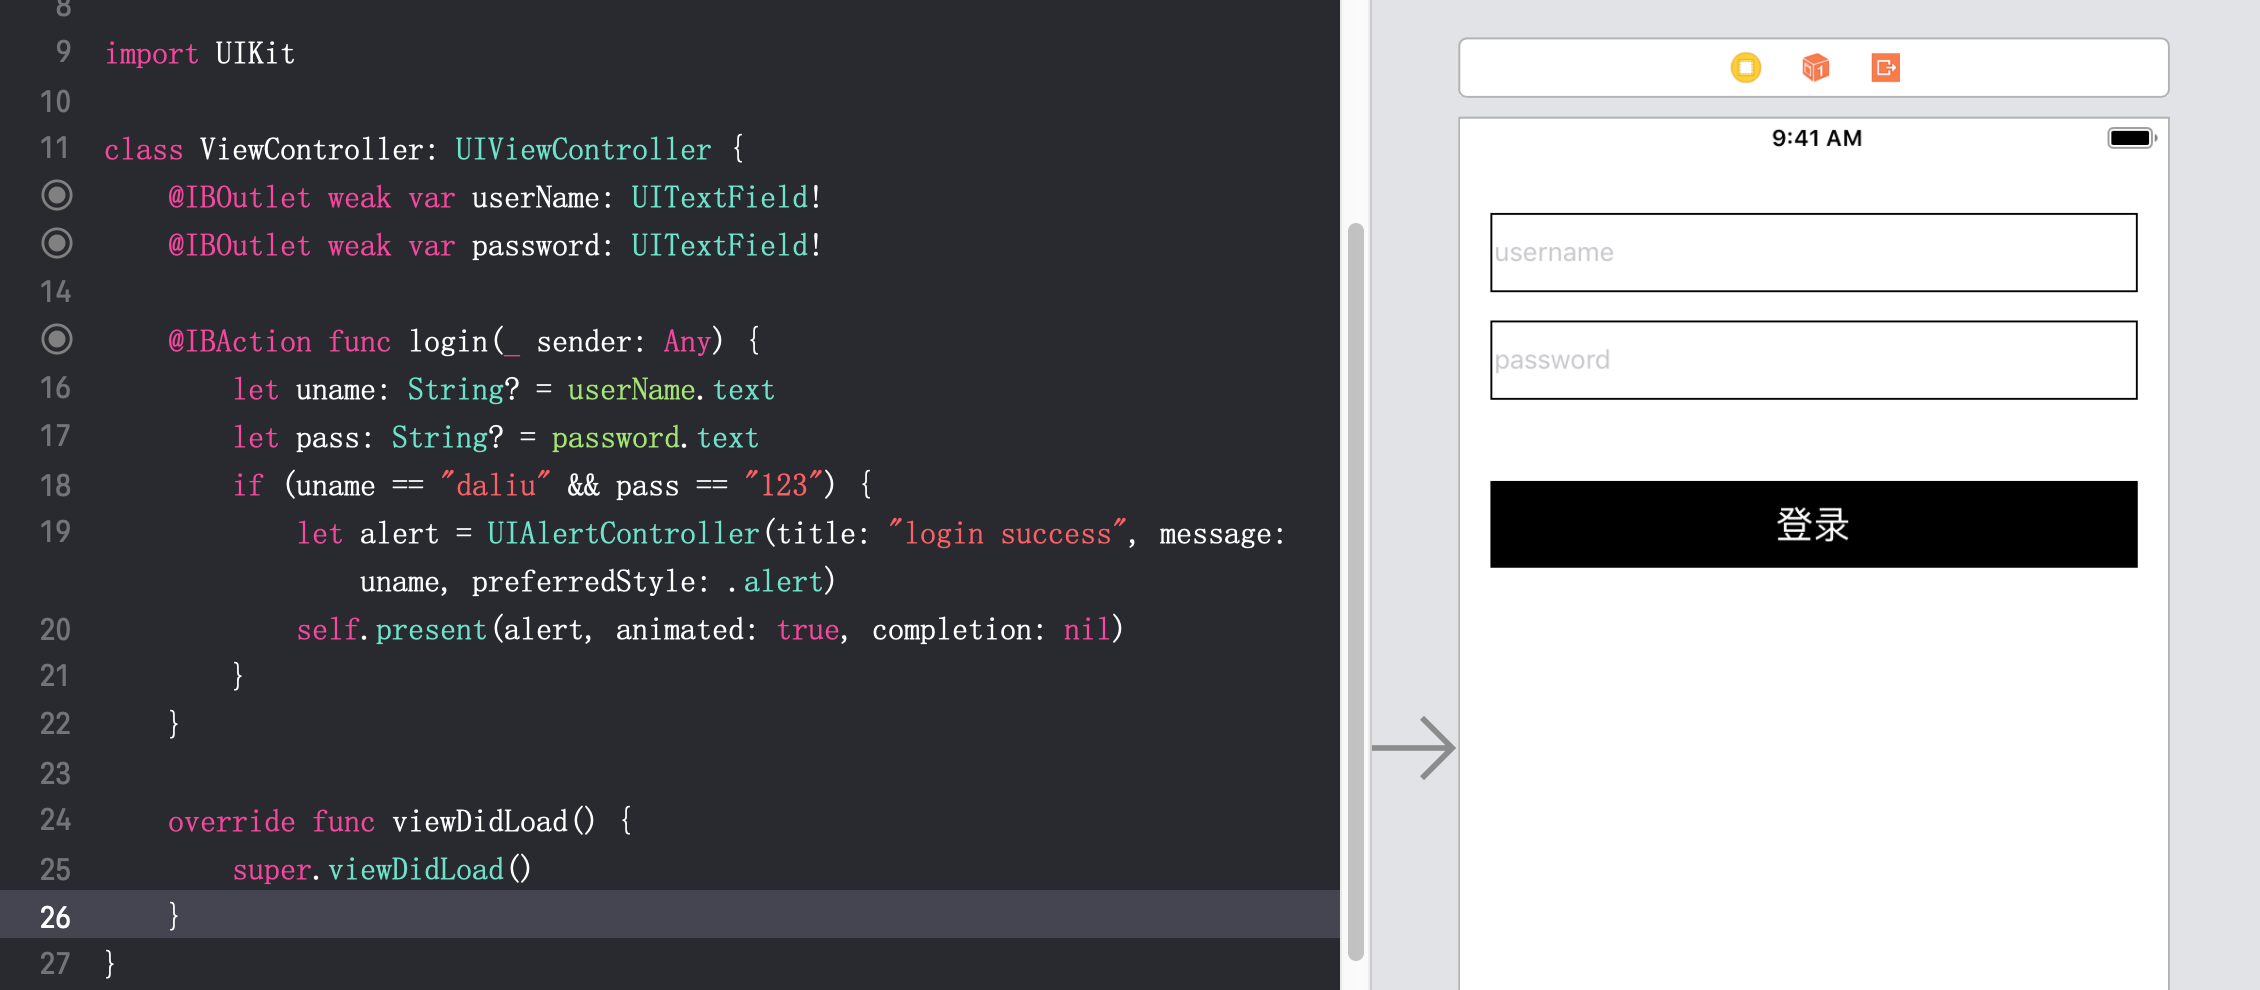 8
9 import UIKit
10
11 class ViewController: UIViewController {
@IBOutlet weak var userName: UITextField!
@IBOutlet weak var password: UITextField!
14
@IBAction func login(_ sender: Any) {
16 let uname: String? = userName.text
17 let pass: String? = password.text
18 if (uname == "daliu" && pass == "123") {
19 let alert = UIAlertController(title: "login success", message:
uname, preferredStyle: .alert)
20 self.present(alert, animated: true, completion: nil)
21 }
22 }
23
24 override func viewDidLoad() {
25 super.viewDidLoad()
26 }
27 }
1
9:41 AM
username
password
登录